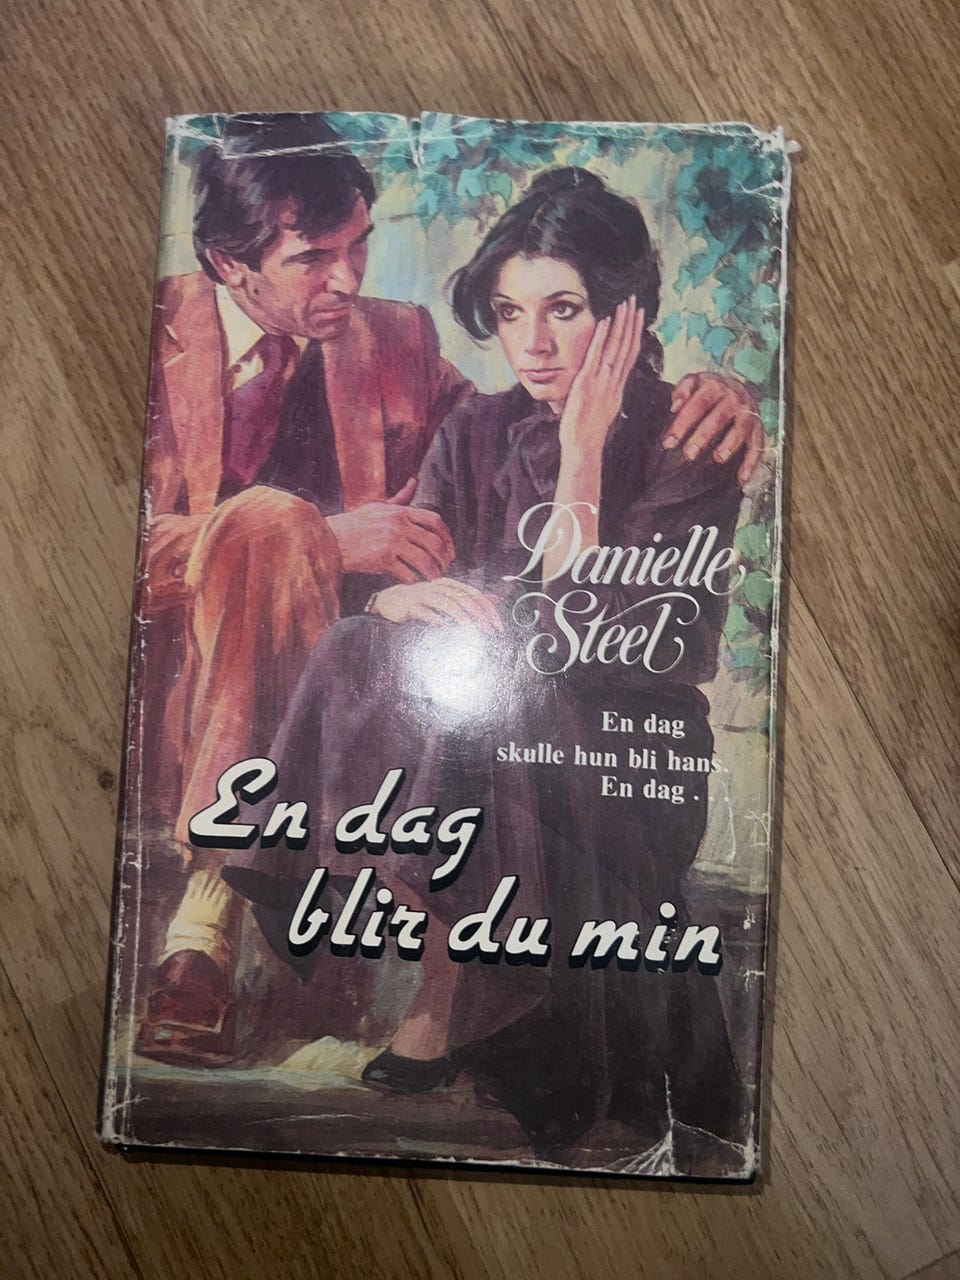 Danielle
Steel
En dag
skulle hun bli hans.
En dag . .
En dag
blir du min